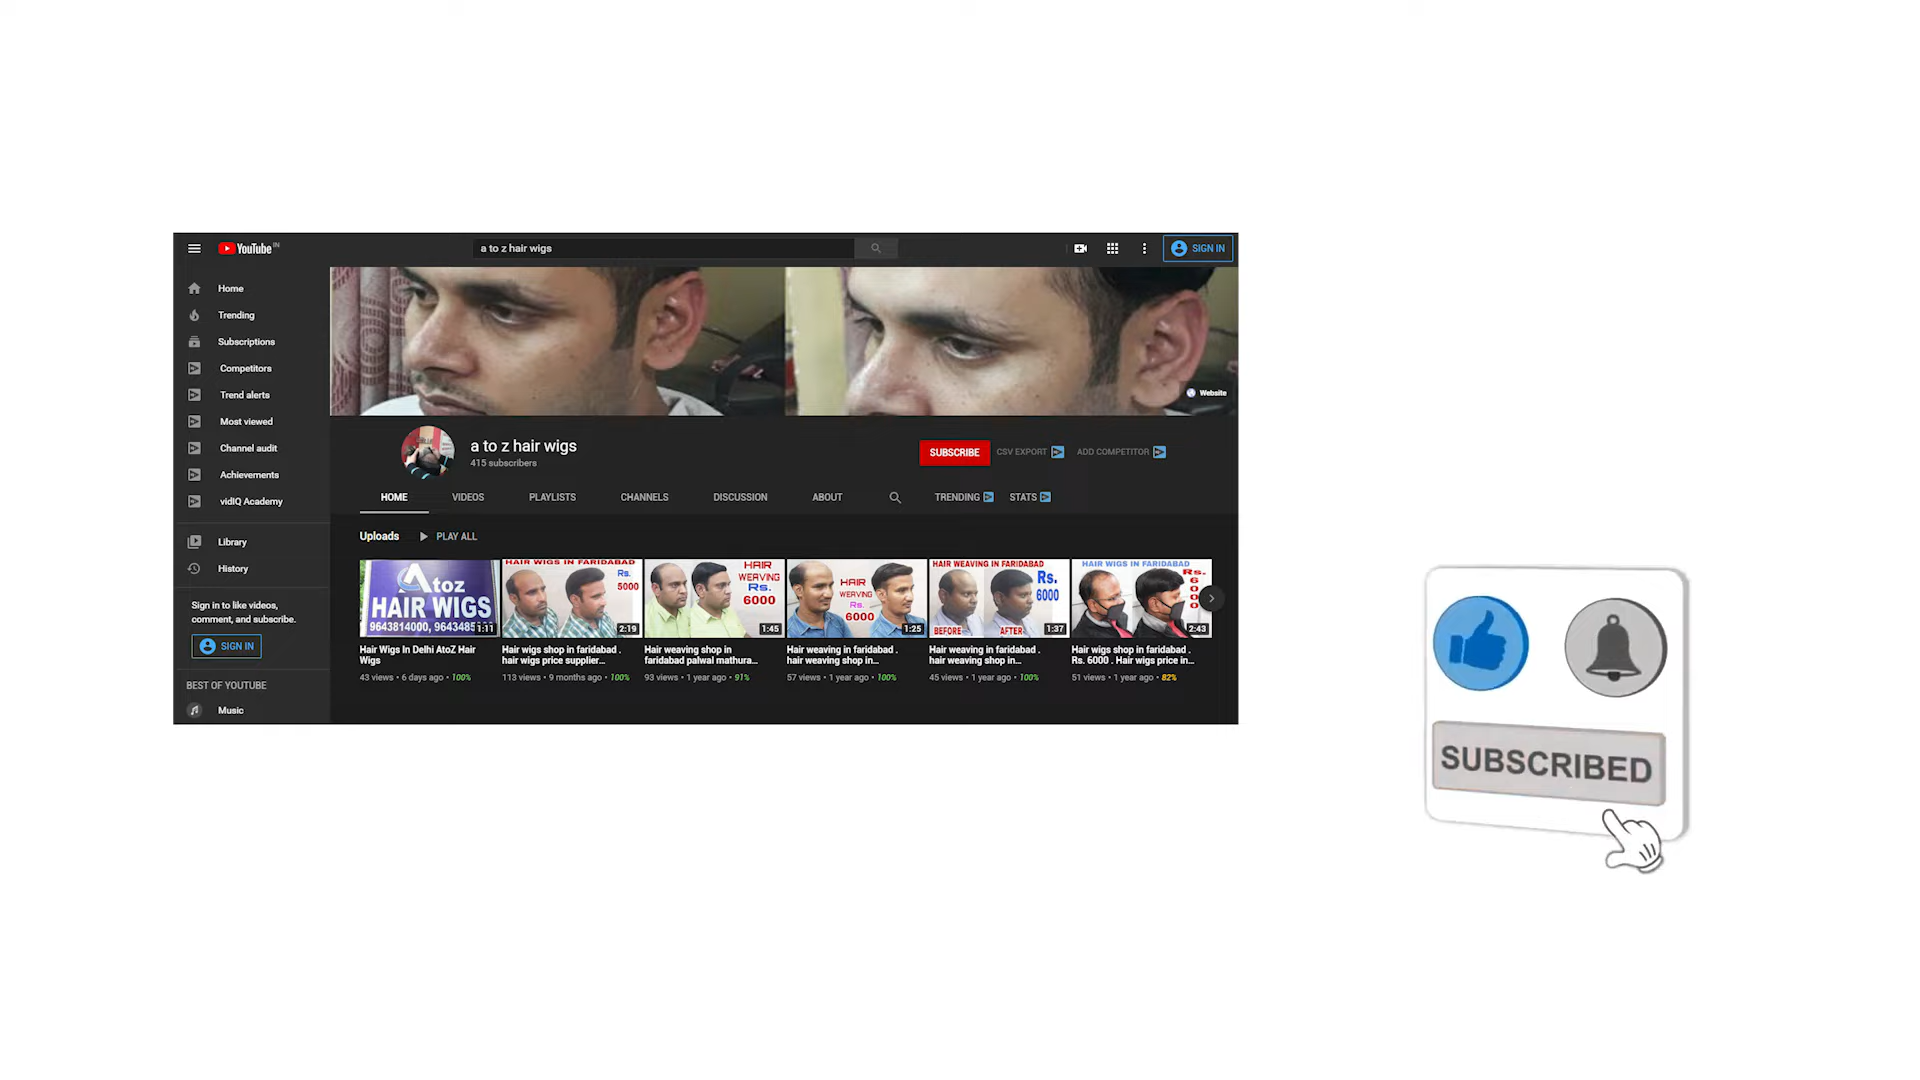 YouTube IN
a to z hair wigs
SIGN IN
Home
Trending
Subscriptions
Competitors
Trend alerts
Most viewed
Channel audit
Achievements
vidIQ Academy
Library
History
Sign in to like videos,
comment, and subscribe.
SIGN IN
BEST OF YOUTUBE
Music
Website
a to z hair wigs
415 subscribers
SUBSCRIBE
CSV EXPORT
ADD COMPETITOR
HOME VIDEOS PLAYLISTS CHANNELS DISCUSSION ABOUT TRENDING STATS
Uploads PLAY ALL
Atoz
HAIR WIGS
9643814000, 964348
1:11
Hair Wigs In Delhi AtoZ Hair
Wigs
43 views • 6 days ago • 100%
HAIR WIGS IN FARIDABAD
Rs.
5000
2:19
Hair wigs shop in faridabad .
hair wigs price supplier...
113 views • 9 months ago • 100%
HAIR
WERVING
Rs.
6000
1:45
Hair weaving shop in
faridabad palwal mathura...
93 views • 1 year ago • 91%
HAIR
WERVING
Rs.
6000
1:25
Hair weaving in faridabad .
hair weaving shop in...
57 views • 1 year ago • 100%
HAIR WEAVING IN FARIDABAD
Rs.
6000
BEFORE AFTER
1:37
Hair weaving in faridabad .
hair weaving shop in...
45 views • 1 year ago • 100%
HAIR WIGS IN FARIDABAD
Rs.
6
0
0
0
2:43
Hair wigs shop in faridabad .
Rs. 6000 . Hair wigs price in...
51 views • 1 year ago • 82%
SUBSCRIBED